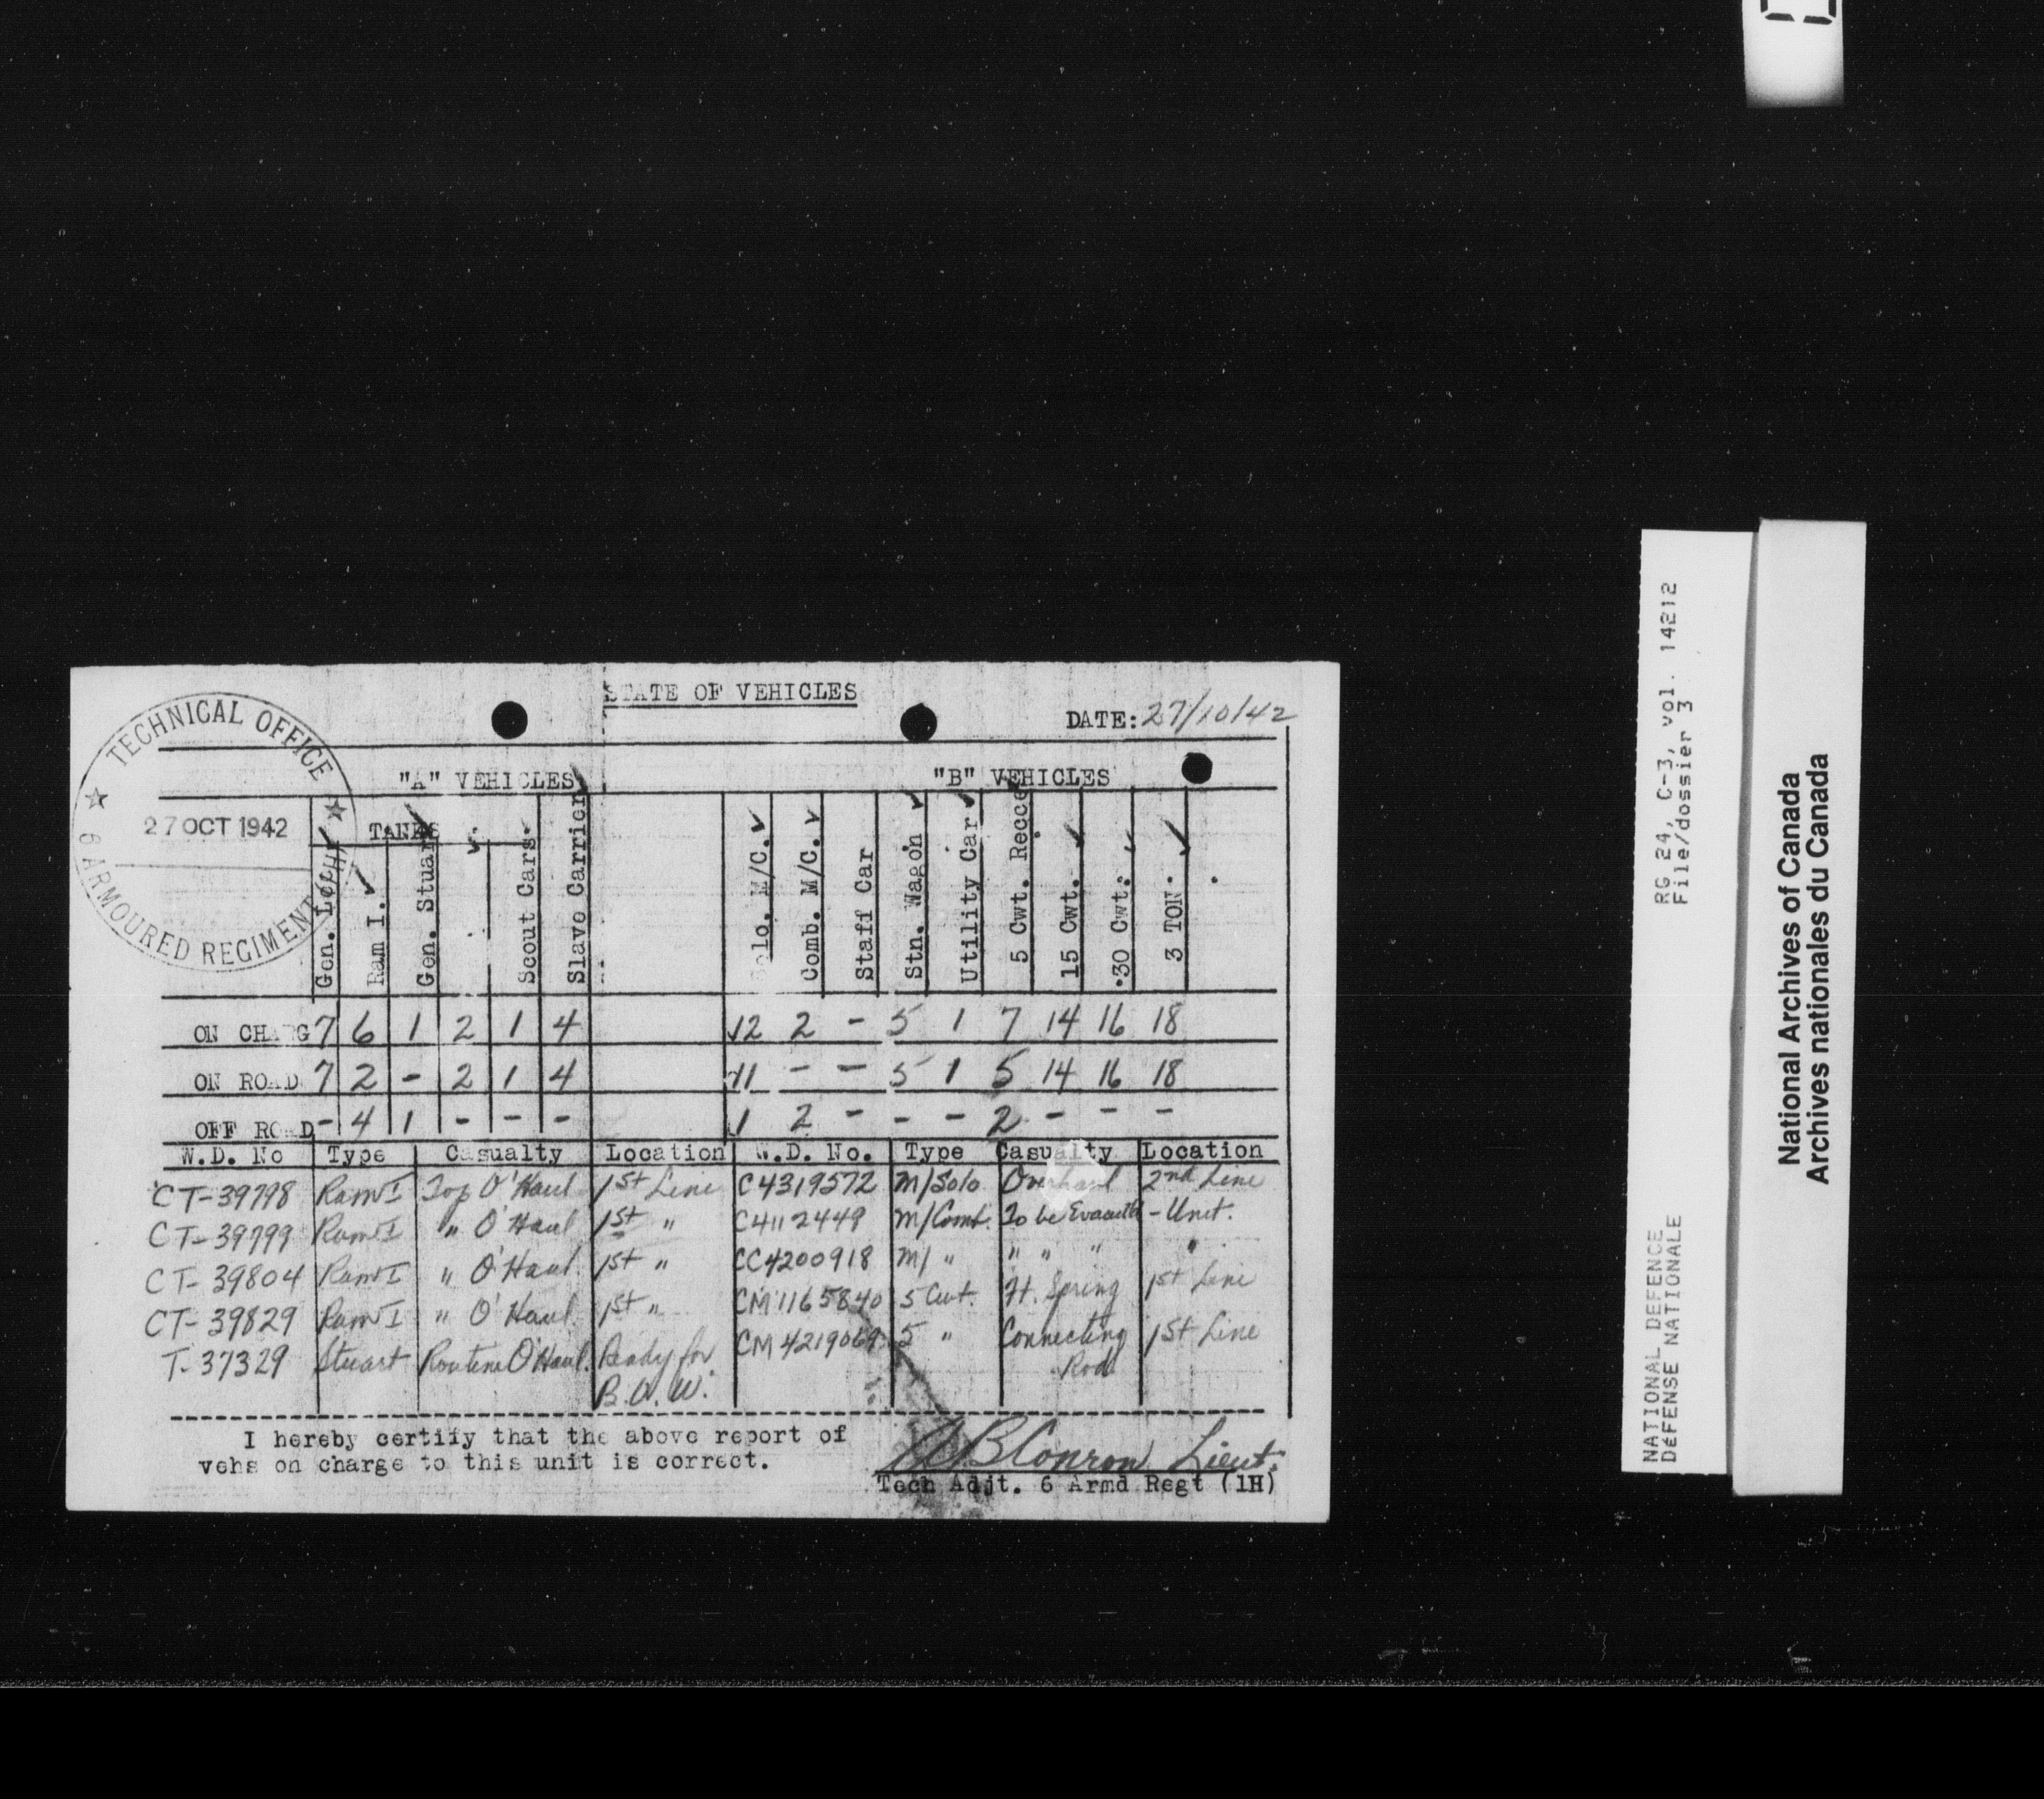 STATE OF VEHICLES
DATE: 27/10/42
TECHNICAL OFFICE
27 OCT 1942
6 ARMOURED REGIMENT
"A" VEHICLES
"B" VEHICLES
TANKS
Gen.
Ram I.
Gen. Stuart
Scout Cars
Slave Carrier
Solo. M/C.
Comb. M/C.
Staff Car
Stn. Wagon
Utility Car
5 Cwt. Recce
15 Cwt.
30 Cwt.
3 TON
ON CHARG 7 6 1 2 1 4 12 2 - 5 1 7 14 16 18
ON ROAD 7 2 - 2 1 4 11 - - 5 1 5 14 16 18
OFF ROAD - 4 1 - - - 1 2 - - - 2 - - -
W.D. No Type Casualty Location W.D. No. Type Casualty Location
CT-39798 Ram I Top O'Haul 1st Line C4319572 M/Solo Overhaul 2nd Line
CT-39799 Ram I " O'Haul 1st " C4112449 M/Comb. To be - Unit.
CT-39804 Ram I " O'Haul 1st " CC4200918 M/ " " " " "
CT-39829 Ram I " O'Haul 1st " CM1165840 5 Cwt. Ft. Spring 1st Line
T-37329 Stuart Routine O'Haul. Ready for CM4219069 5 " Connecting 1st Line
B.O.W. Rod
I hereby certify that the above report of
vehs on charge to this unit is correct.
BConron Lieut.
Tech Adjt. 6 Armd Regt (1H)
RG 24, C-3, vol. 14212
File/dossier 3
NATIONAL DEFENCE
DéFENSE NATIONALE
National Archives of Canada
Archives nationales du Canada